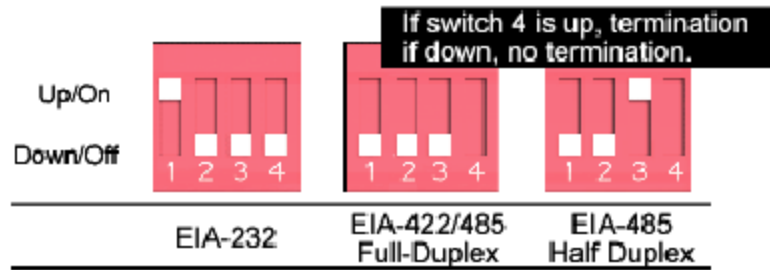 If switch 4 is up, termination
if down, no termination.
Up/On
Down/Off
1 2 3 4
1 2 3 4
1 2 3 4
EIA-232
EIA-422/485
Full-Duplex
EIA-485
Half Duplex